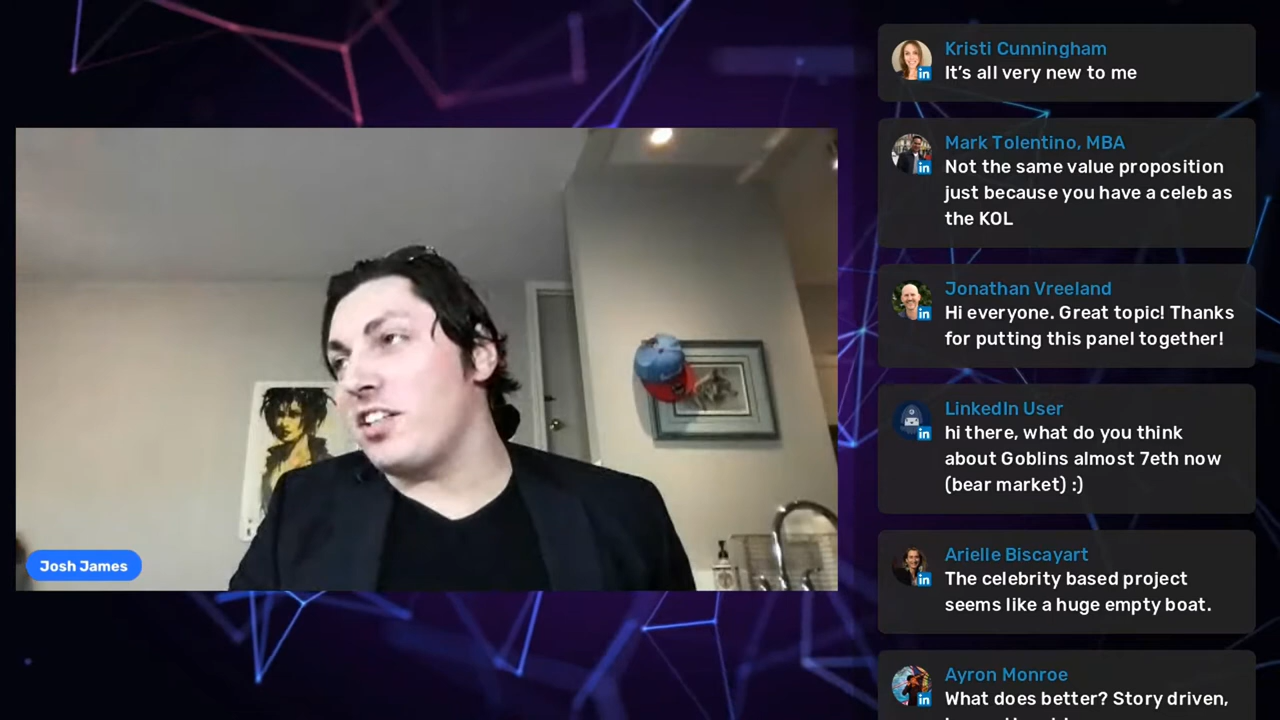 Josh James
Kristi Cunningham
It’s all very new to me
Mark Tolentino, MBA
Not the same value proposition
just because you have a celeb as
the KOL
Jonathan Vreeland
Hi everyone. Great topic! Thanks
for putting this panel together!
LinkedIn User
hi there, what do you think
about Goblins almost 7eth now
(bear market) :)
Arielle Biscayart
The celebrity based project
seems like a huge empty boat.
Ayron Monroe
What does better? Story driven,